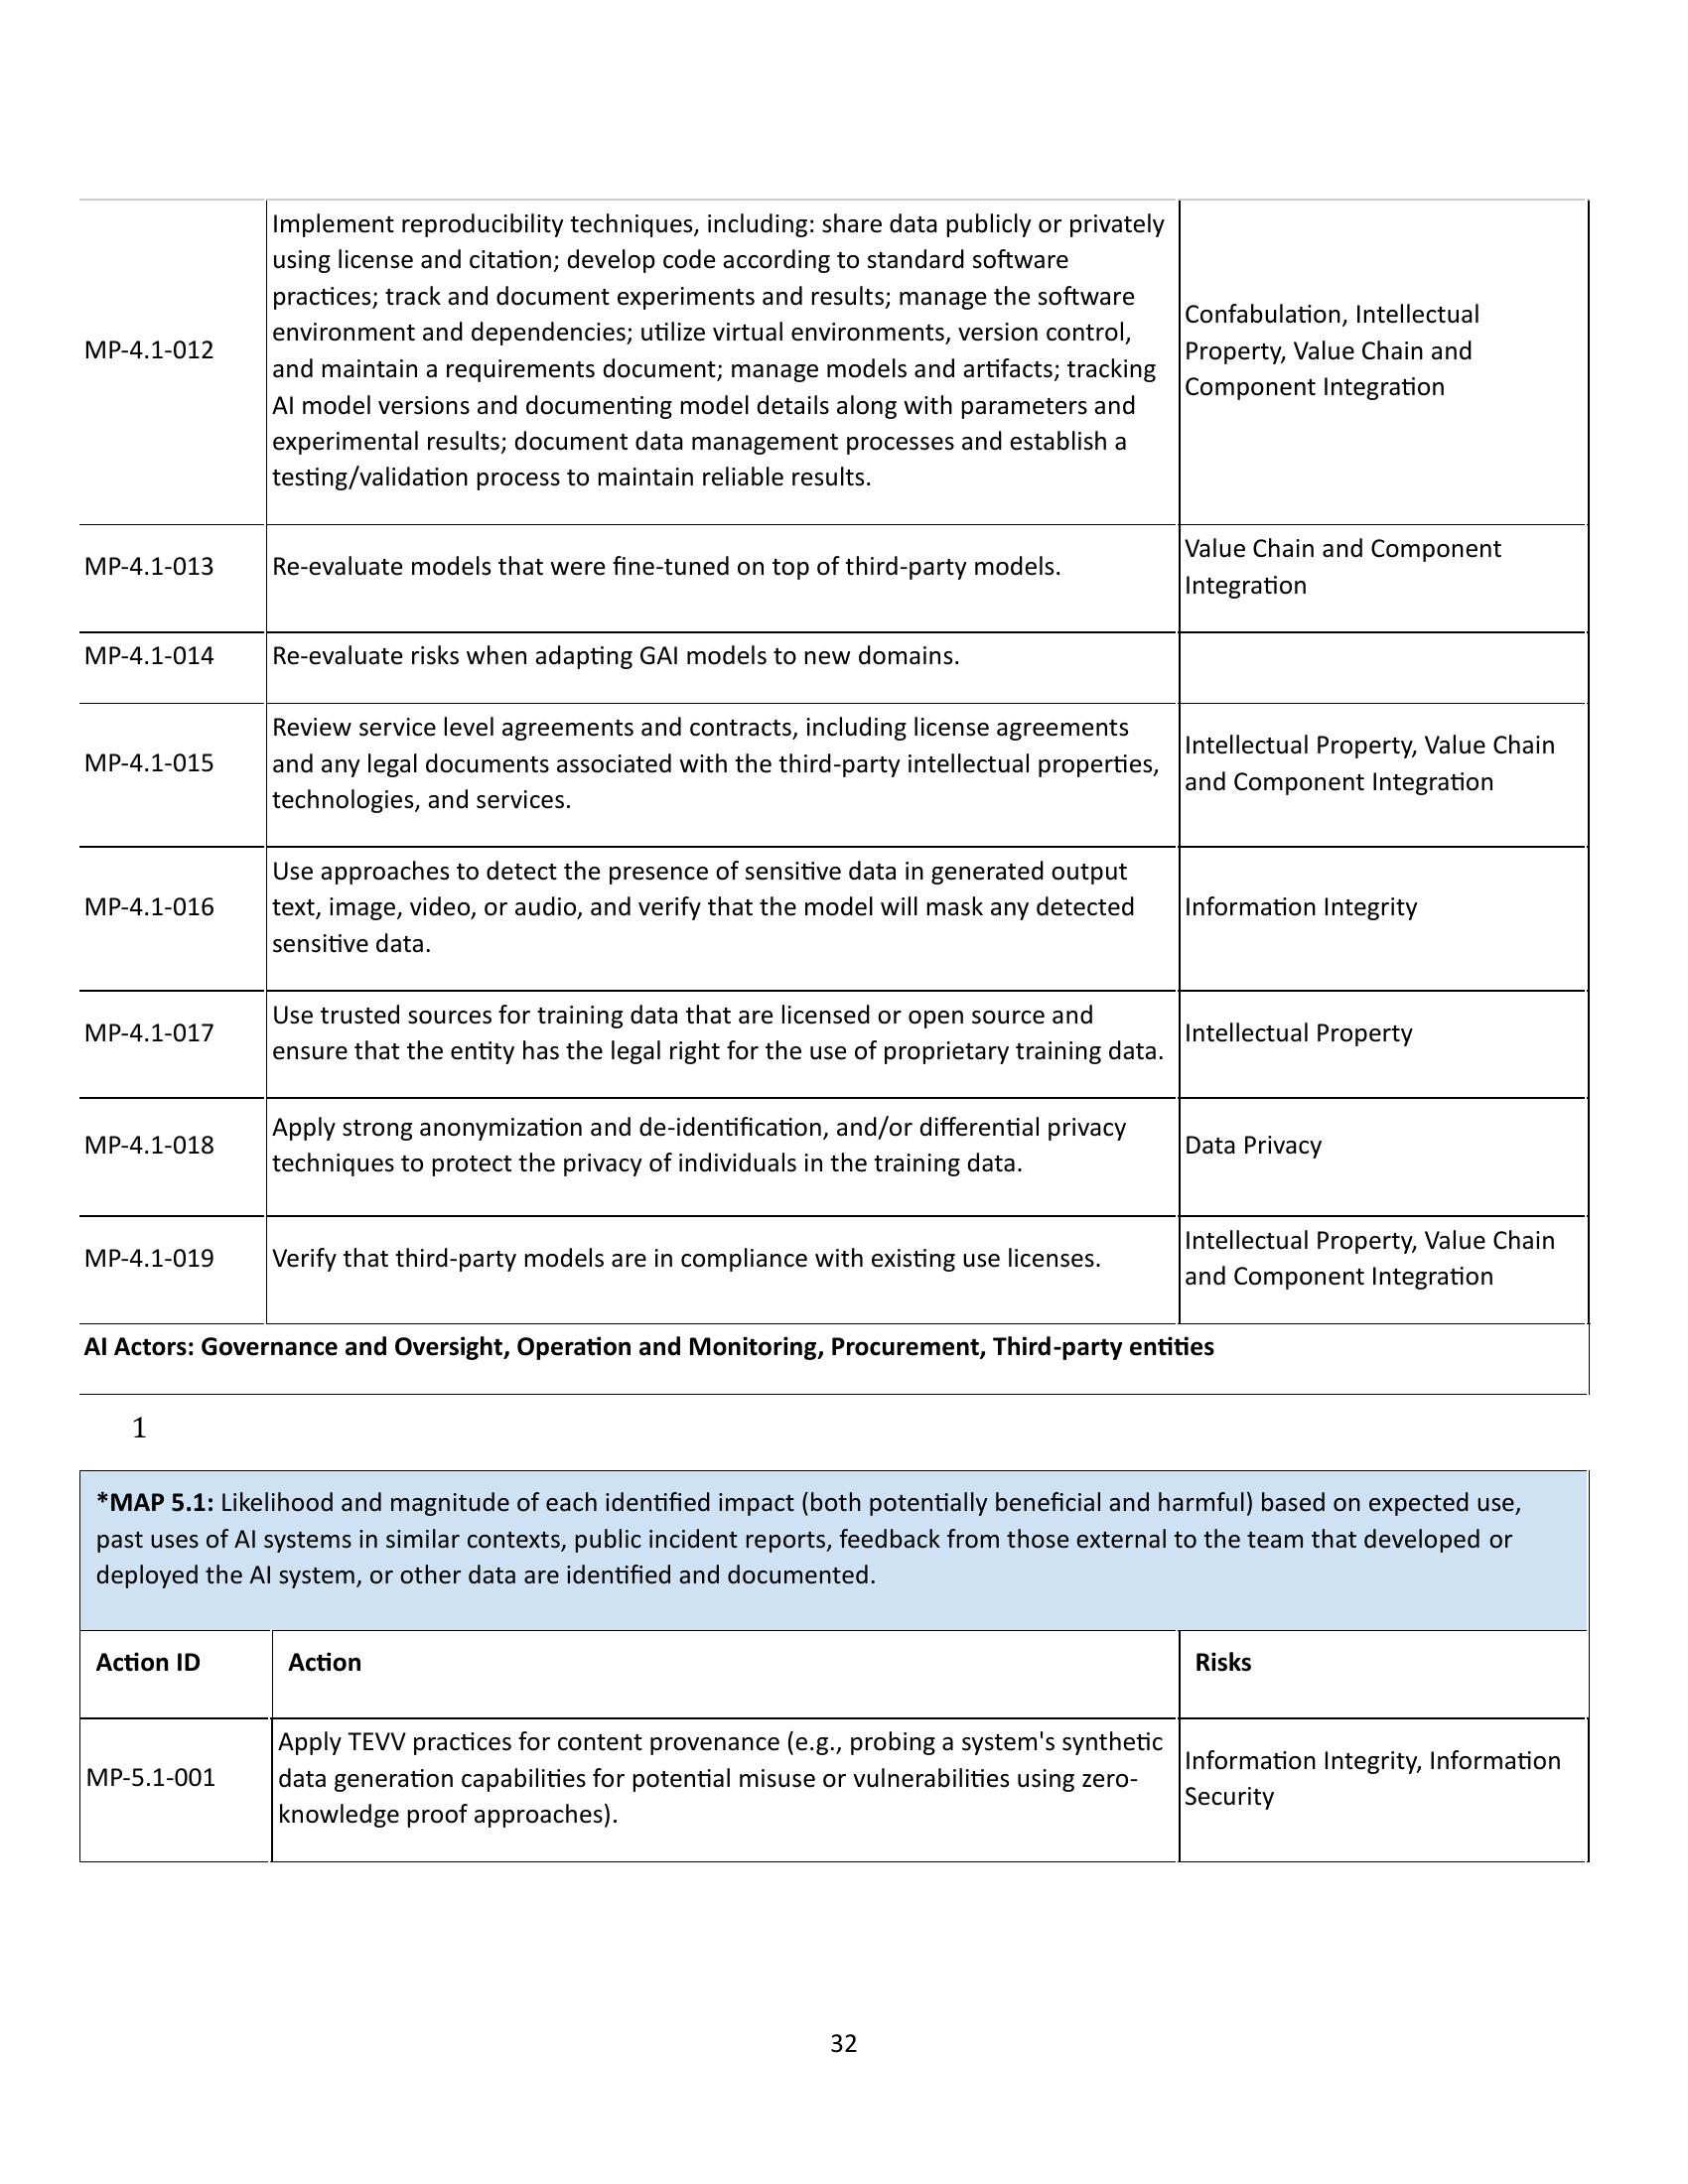 Implement reproducibility techniques, including: share data publicly or privately
using license and citation; develop code according to standard software
practices; track and document experiments and results; manage the software
environment and dependencies; utilize virtual environments, version control,
and maintain a requirements document; manage models and artifacts; tracking
AI model versions and documenting model details along with parameters and
experimental results; document data management processes and establish a
testing/validation process to maintain reliable results.
MP-4.1-012
Confabulation, Intellectual
Property, Value Chain and
Component Integration
MP-4.1-013
Re-evaluate models that were fine-tuned on top of third-party models.
Value Chain and Component
Integration
MP-4.1-014
Re-evaluate risks when adapting GAI models to new domains.
MP-4.1-015
Review service level agreements and contracts, including license agreements
and any legal documents associated with the third-party intellectual properties,
technologies, and services.
Intellectual Property, Value Chain
and Component Integration
MP-4.1-016
Use approaches to detect the presence of sensitive data in generated output
text, image, video, or audio, and verify that the model will mask any detected
sensitive data.
Information Integrity
MP-4.1-017
Use trusted sources for training data that are licensed or open source and
ensure that the entity has the legal right for the use of proprietary training data.
Intellectual Property
MP-4.1-018
Apply strong anonymization and de-identification, and/or differential privacy
techniques to protect the privacy of individuals in the training data.
Data Privacy
MP-4.1-019
Verify that third-party models are in compliance with existing use licenses.
Intellectual Property, Value Chain
and Component Integration
AI Actors: Governance and Oversight, Operation and Monitoring, Procurement, Third-party entities
1
*MAP 5.1: Likelihood and magnitude of each identified impact (both potentially beneficial and harmful) based on expected use,
past uses of AI systems in similar contexts, public incident reports, feedback from those external to the team that developed or
deployed the AI system, or other data are identified and documented.
Action ID
Action
Risks
MP-5.1-001
Apply TEVV practices for content provenance (e.g., probing a system's synthetic
data generation capabilities for potential misuse or vulnerabilities using zero-
knowledge proof approaches).
Information Integrity, Information
Security
32